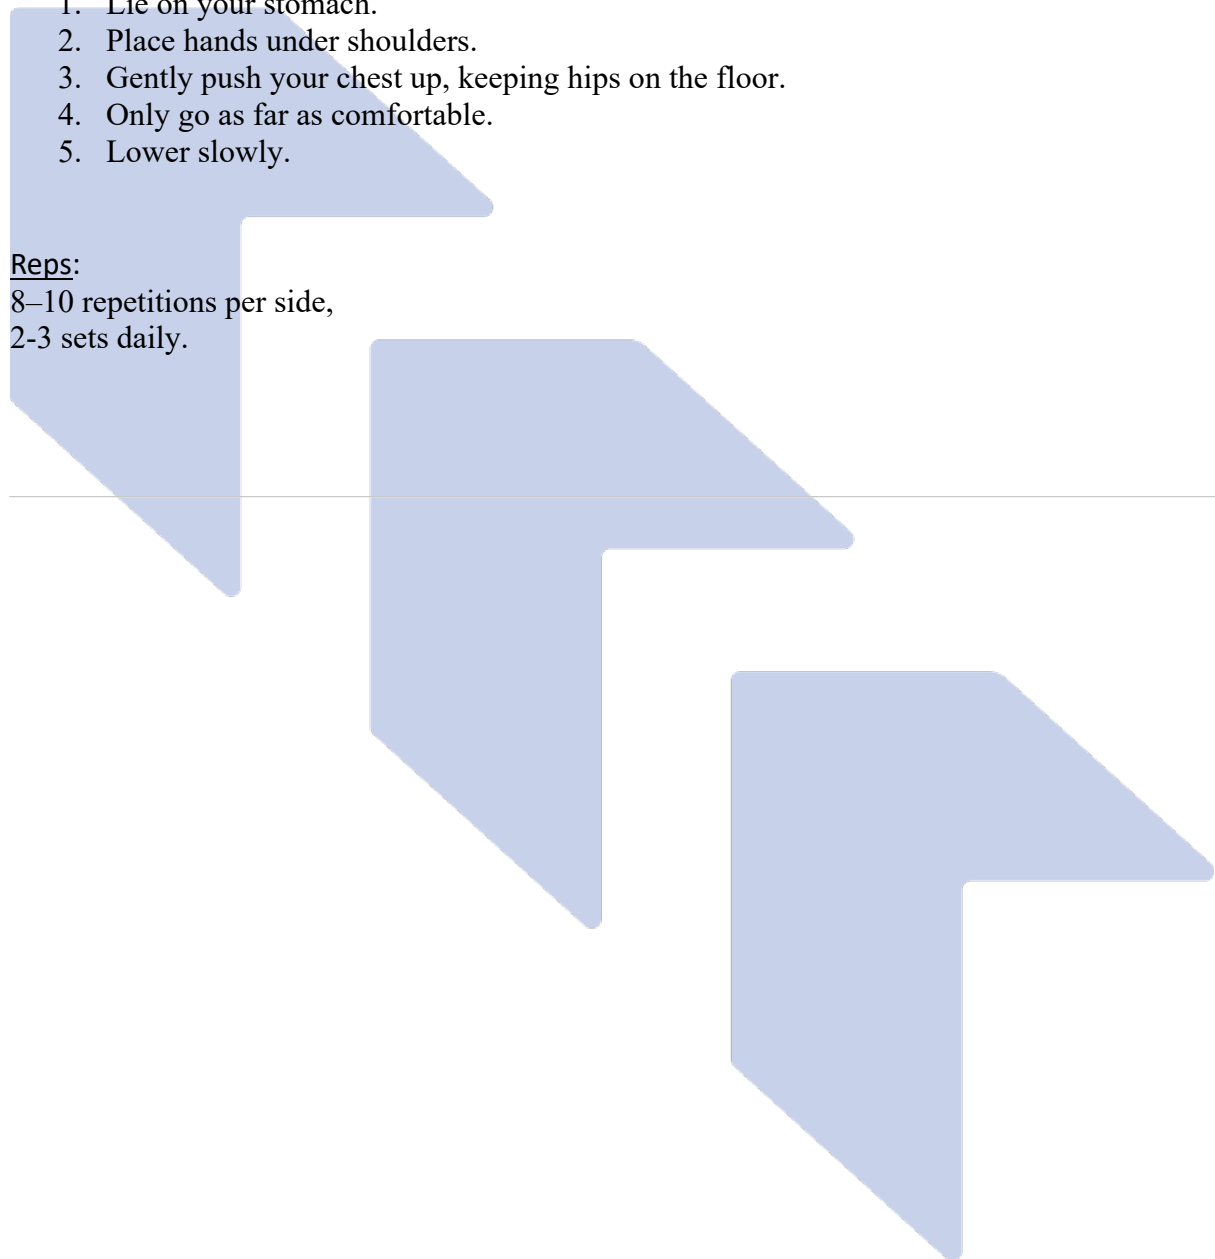 1. Lie on your stomach.
2. Place hands under shoulders.
3. Gently push your chest up, keeping hips on the floor.
4. Only go as far as comfortable.
5. Lower slowly.
Reps:
8–10 repetitions per side,
2-3 sets daily.